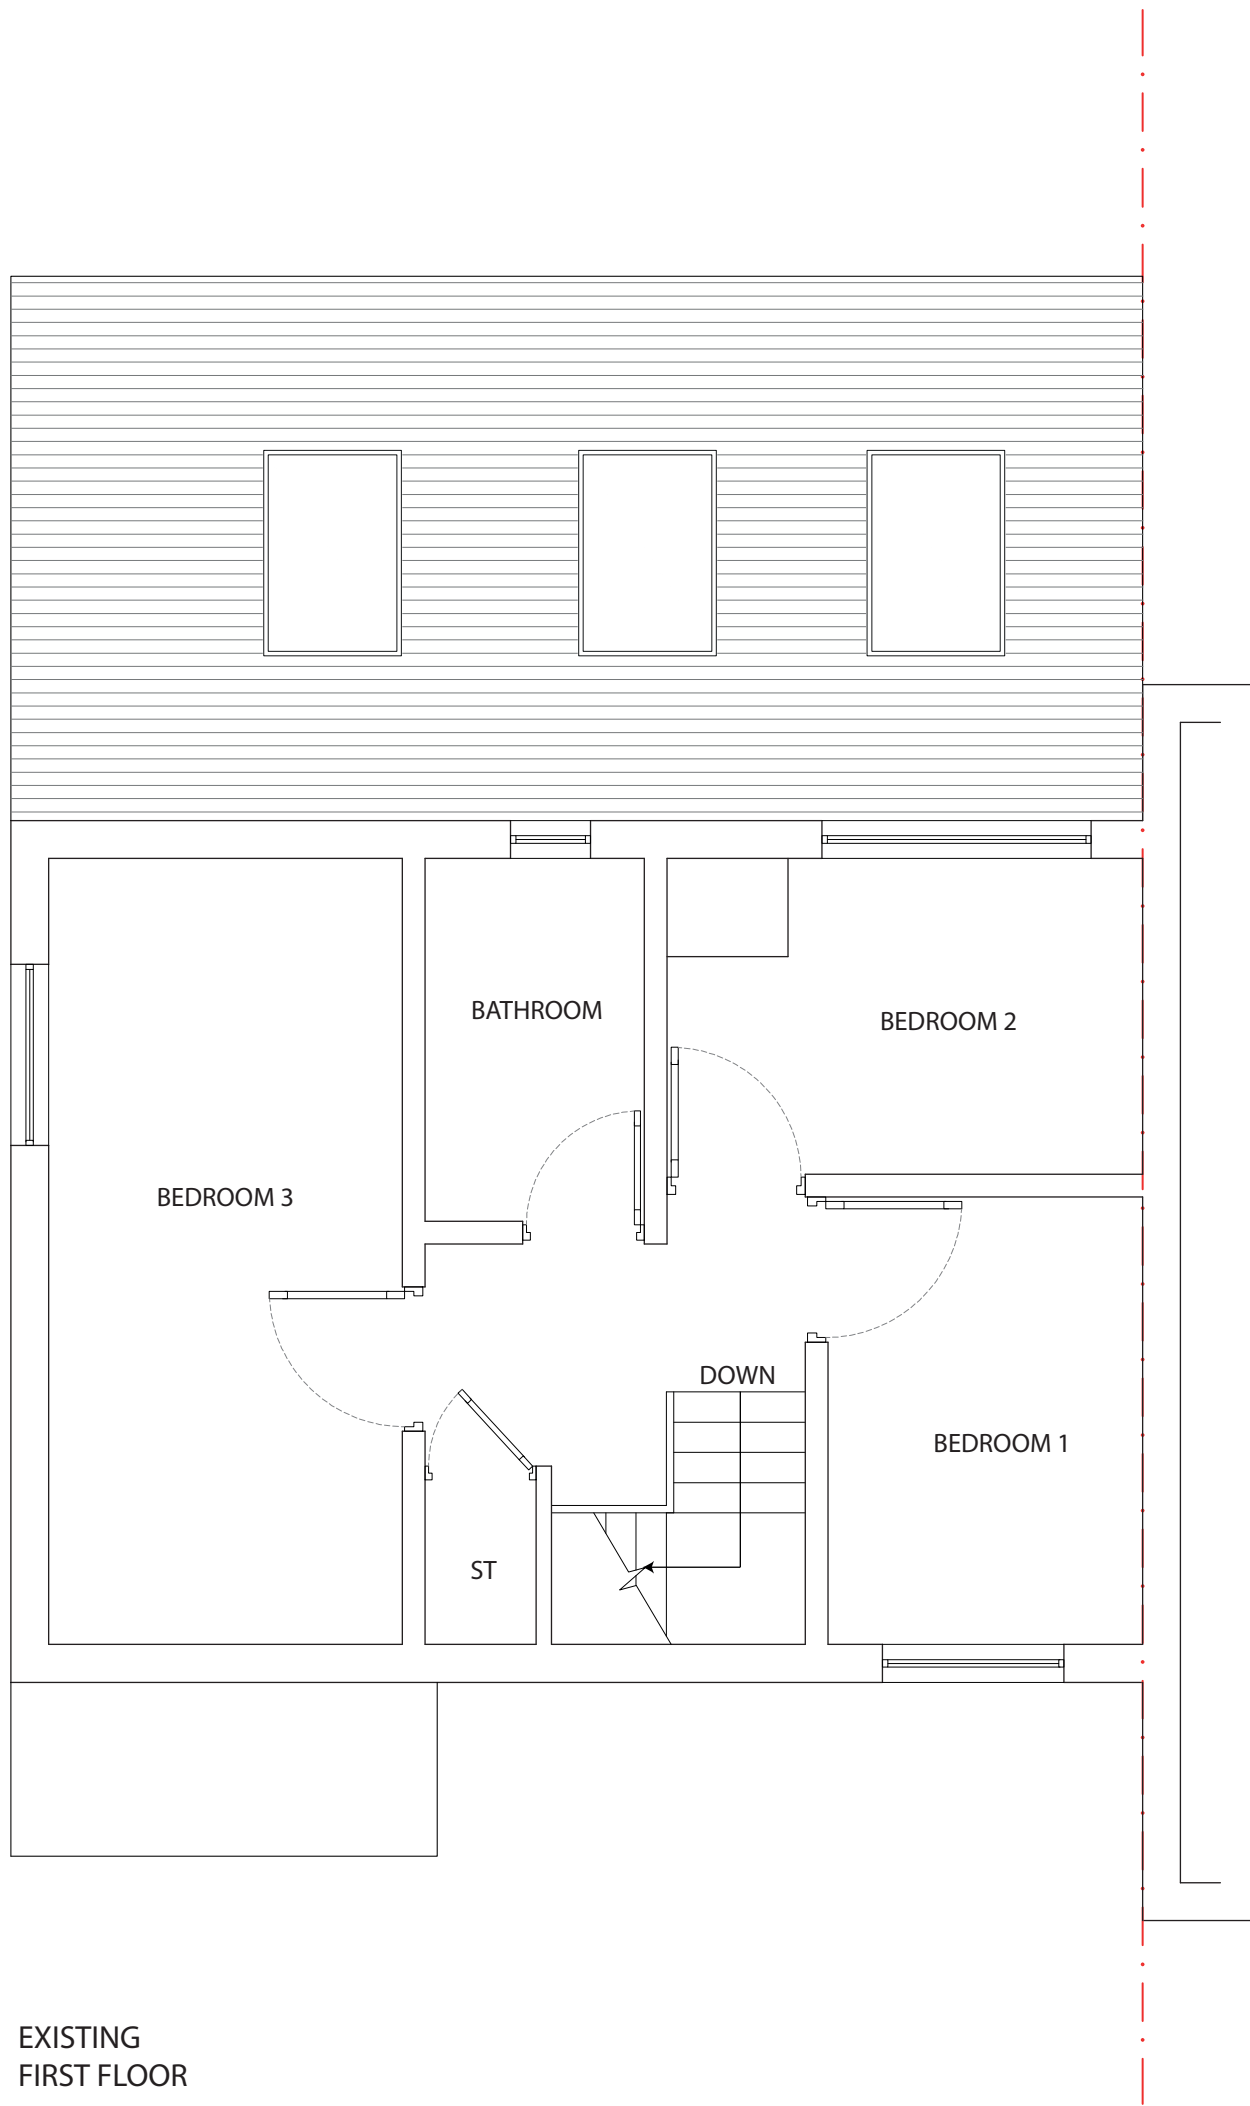 BATHROOM
BEDROOM 2
BEDROOM 3
DOWN
BEDROOM 1
ST
EXISTING
FIRST FLOOR